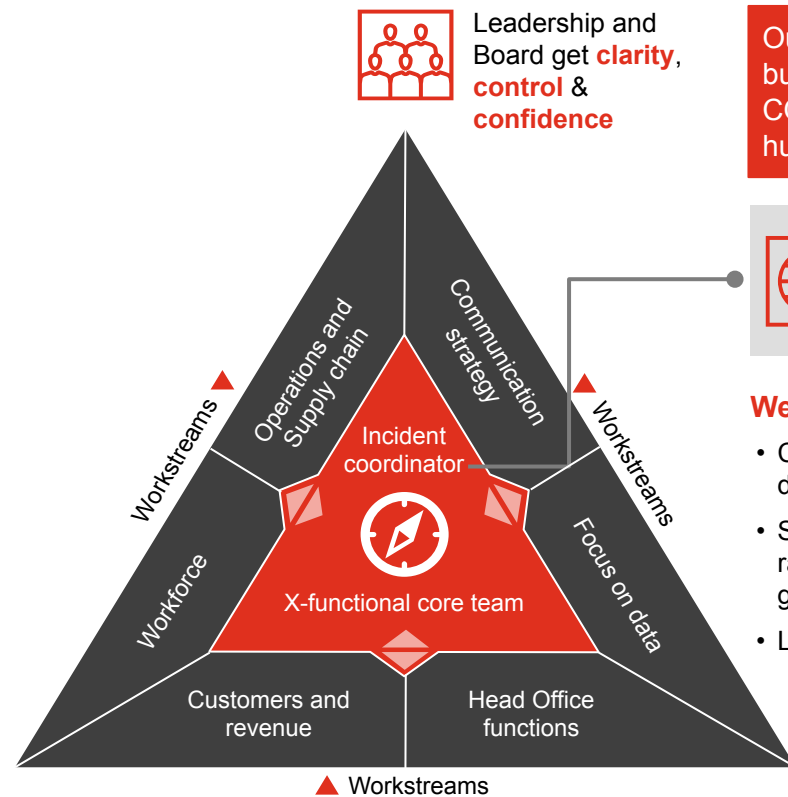 Leadership and
Board get clarity,
control &
confidence
Operations and
Supply chain
Communication
strategy
Workstreams
Workstreams
Incident
coordinator
Workforce
X-functional core team
Focus on data
Customers and
revenue
Head Office
functions
Workstreams